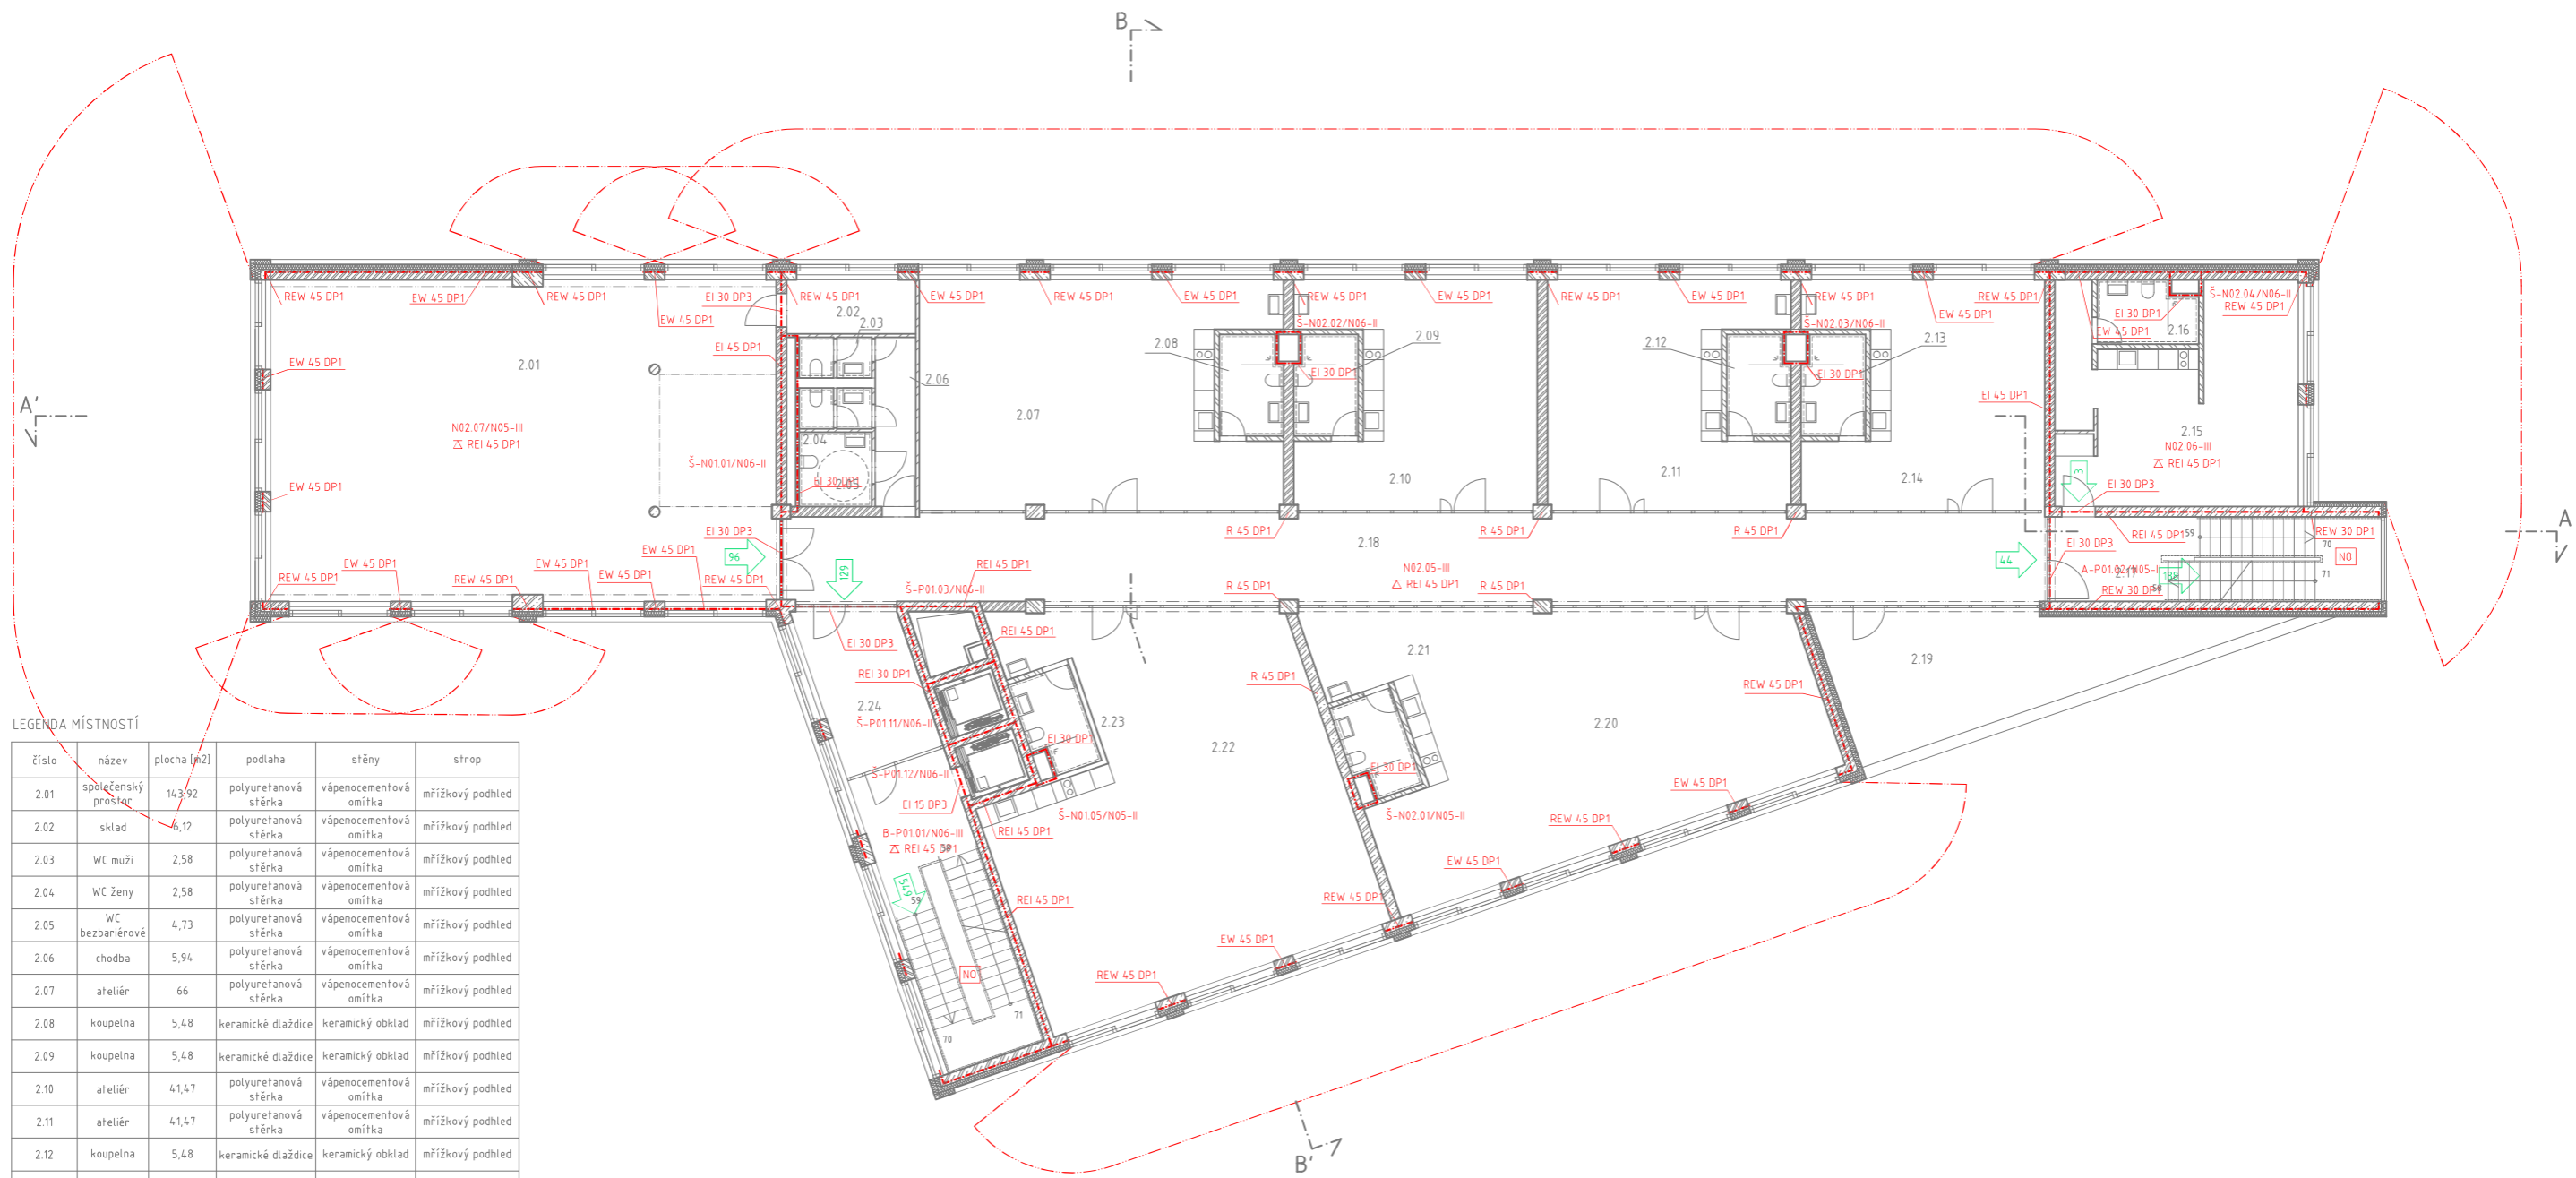 B
REW 45 DP1
EW 45 DP1
REW 45 DP1
EW 45 DP1
EI 30 DP3
REW 45 DP1
EW 45 DP1
REW 45 DP1
EW 45 DP1
REW 45 DP1
EW 45 DP1
REW 45 DP1
EW 45 DP1
REW 45 DP1
EW 45 DP1
REW 45 DP1
Š-N02.04/N06-II
REW 45 DP1
EI 30 DP1
EW 45 DP1
2.16
2.02
2.03
EI 45 DP1
Š-N02.02/N06-II
Š-N02.03/N06-II
2.01
EW 45 DP1
2.06
2.08
2.09
EI 30 DP1
2.12
2.13
EI 30 DP1
EI 45 DP1
A'
N02.07/N05-III
REI 45 DP1
2.04
2.07
Š-N01.01/N06-II
EI 30 DP1
2.05
EW 45 DP1
2.10
2.11
2.14
2.15
N02.06-III
REI 45 DP1
3
EI 30 DP3
EI 30 DP3
R 45 DP1
R 45 DP1
R 45 DP1
REI 45 DP1
59
70
REW 30 DP1
NO
A
96
129
2.18
44
EI 30 DP3
A-P01.02/N05-II
2.17
188
58
71
REW 30 DP1
EW 45 DP1
EW 45 DP1
EW 45 DP1
EW 45 DP1
REW 45 DP1
REW 45 DP1
REW 45 DP1
REI 45 DP1
Š-P01.03/N06-II
N02.05-III
REI 45 DP1
R 45 DP1
R 45 DP1
EI 30 DP3
REI 45 DP1
REI 30 DP1
2.24
Š-P01.11/N06-II
2.23
EI 30 DP1
2.22
R 45 DP1
2.21
2.20
2.19
REW 45 DP1
Š-P01.12/N06-II
EI 15 DP3
Š-N01.05/N05-II
REI 45 DP1
B-P01.01/N06-III
REI 45 DP1
58
EI 30 DP1
Š-N02.01/N05-II
EW 45 DP1
REW 45 DP1
EW 45 DP1
REW 45 DP1
EW 45 DP1
REW 45 DP1
549
59
REI 45 DP1
NO
71
70
B'
LEGENDA MÍSTNOSTÍ
číslo název plocha [m2] podlaha stěny strop
2.01 společenský prostor 143,92 polyuretanová stěrka vápenocementová omítka mřížkový podhled
2.02 sklad 6,12 polyuretanová stěrka vápenocementová omítka mřížkový podhled
2.03 WC muži 2,58 polyuretanová stěrka vápenocementová omítka mřížkový podhled
2.04 WC ženy 2,58 polyuretanová stěrka vápenocementová omítka mřížkový podhled
2.05 WC bezbariérové 4,73 polyuretanová stěrka vápenocementová omítka mřížkový podhled
2.06 chodba 5,94 polyuretanová stěrka vápenocementová omítka mřížkový podhled
2.07 ateliér 66 polyuretanová stěrka vápenocementová omítka mřížkový podhled
2.08 koupelna 5,48 keramické dlaždice keramický obklad mřížkový podhled
2.09 koupelna 5,48 keramické dlaždice keramický obklad mřížkový podhled
2.10 ateliér 41,47 polyuretanová stěrka vápenocementová omítka mřížkový podhled
2.11 ateliér 41,47 polyuretanová stěrka vápenocementová omítka mřížkový podhled
2.12 koupelna 5,48 keramické dlaždice keramický obklad mřížkový podhled